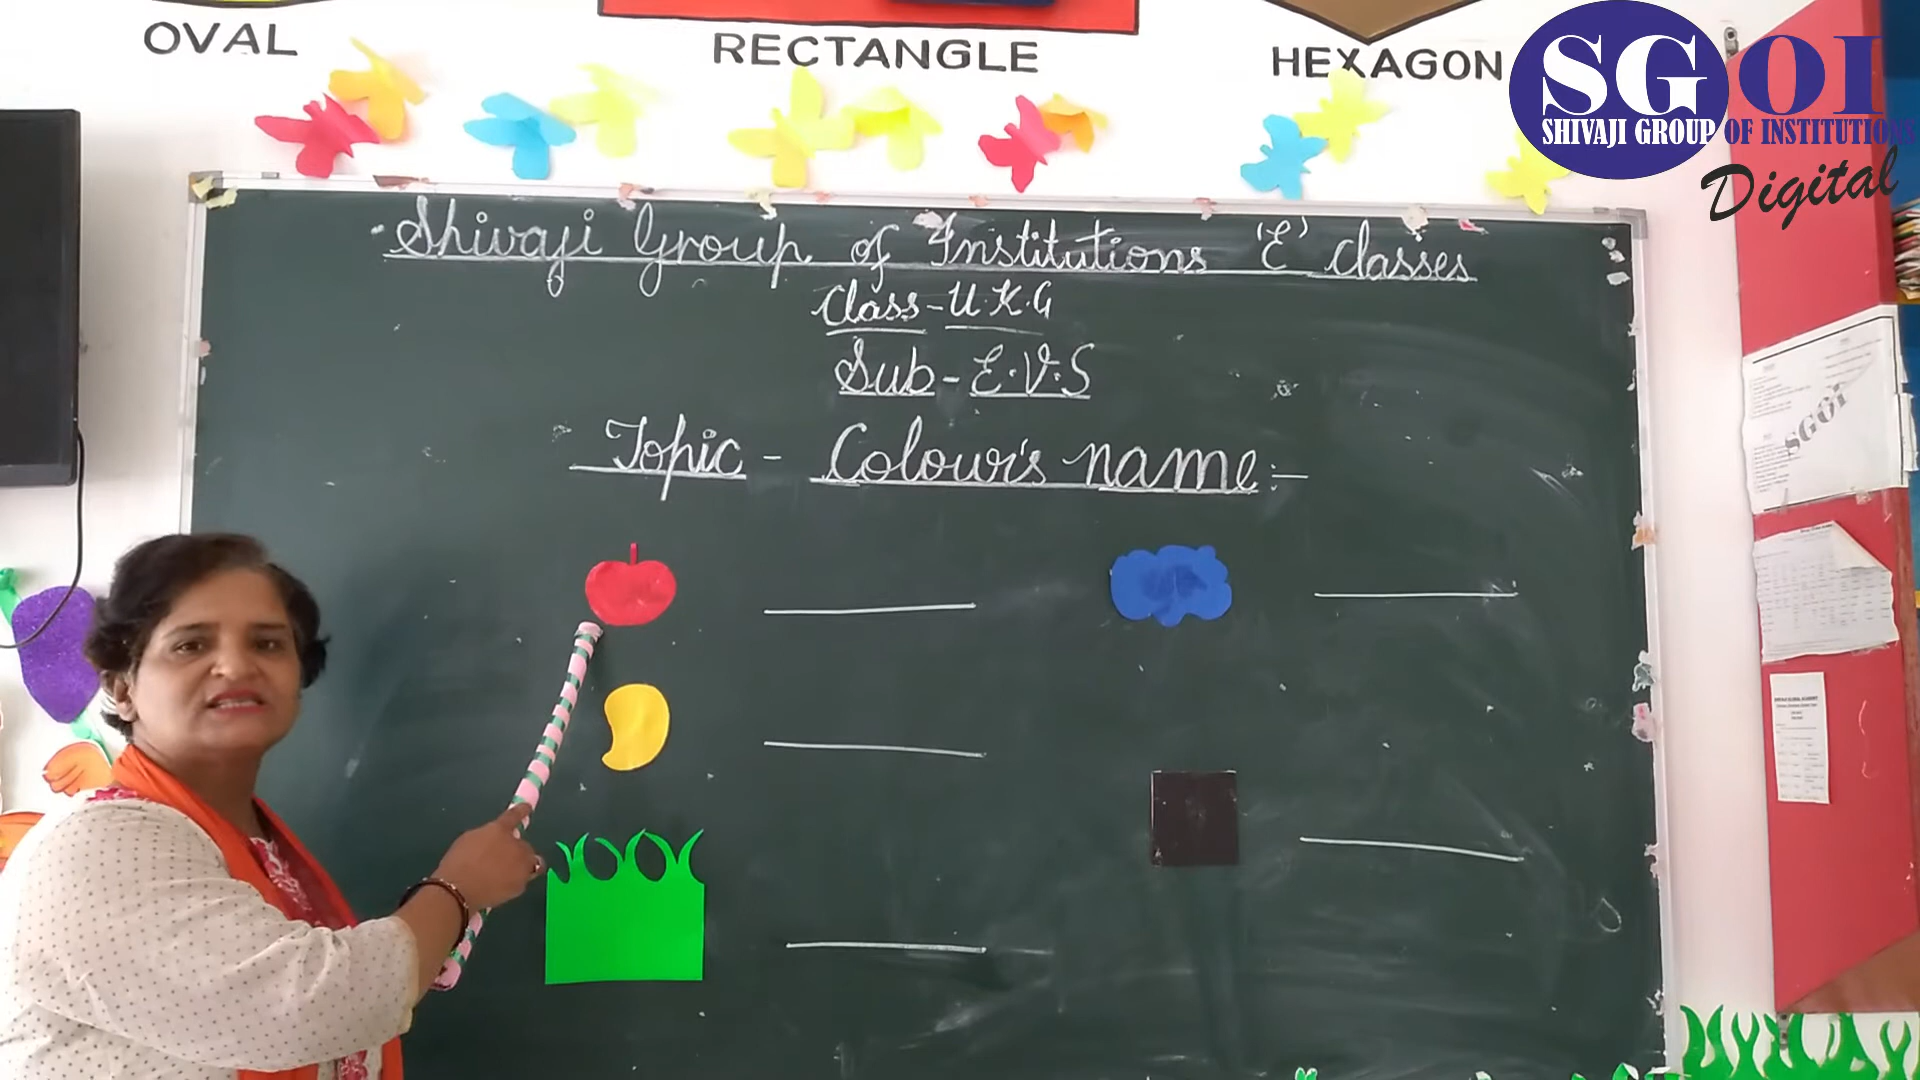 OVAL
RECTANGLE
HEXAGON
SGOI
SHIVAJI GROUP OF INSTITUTIONS
Digital
Shivaji Group of Institutions 'E' classes
Class-U.K.G
Sub-E.V.S
Topic - Colour's name:-
SGOI